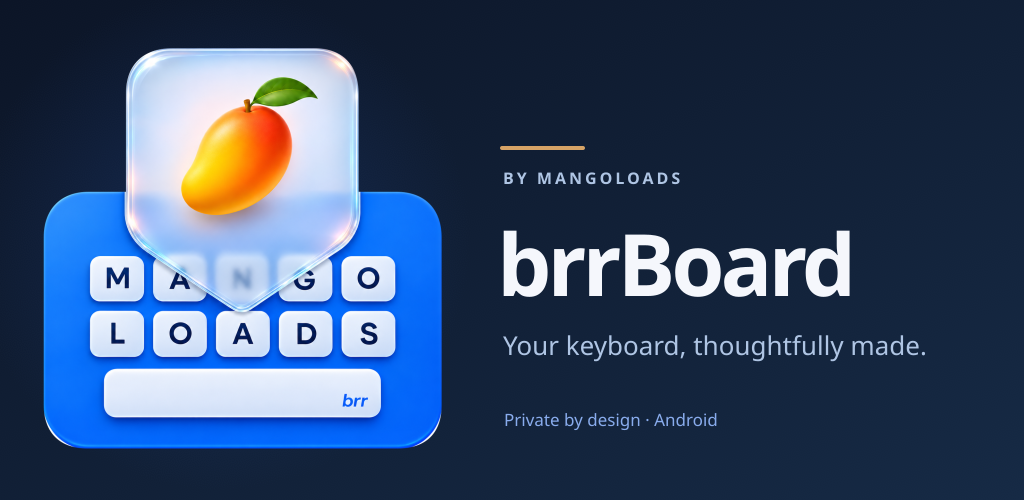 M A N G O
L O A D S
brr
BY MANGOLOADS
brrBoard
Your keyboard, thoughtfully made.
Private by design · Android